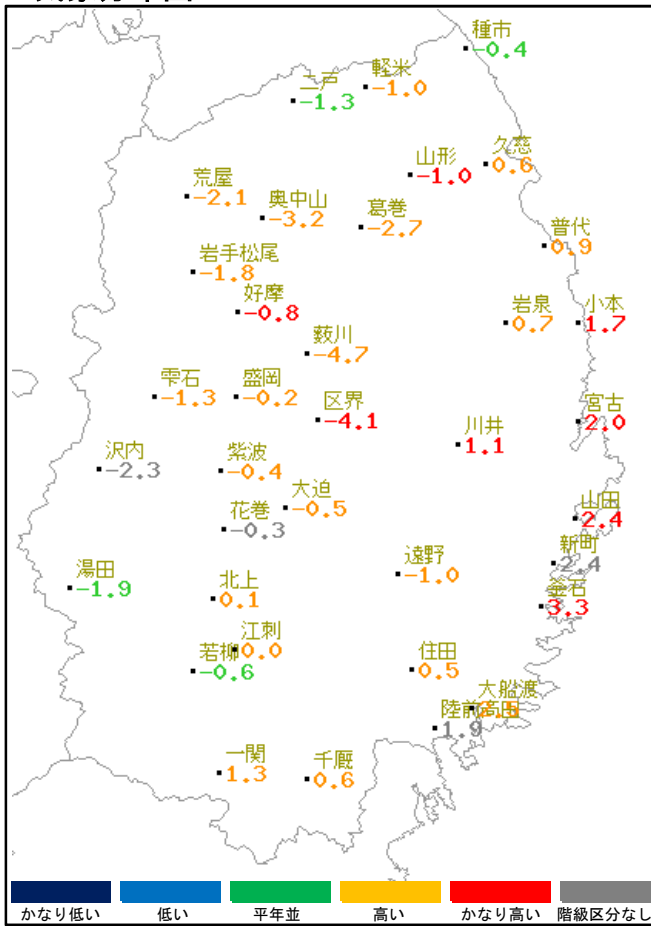 種市
-0.4
軽米
-1.0
二戸
-1.3
久慈
0.6
山形
-1.0
荒屋
-2.1
奥中山
-3.2
葛巻
-2.7
普代
0.9
岩手松尾
-1.8
好摩
-0.8
岩泉
0.7
小本
1.7
薮川
-4.7
雫石
-1.3
盛岡
-0.2
区界
-4.1
宮古
2.0
川井
1.1
沢内
-2.3
紫波
-0.4
大迫
-0.5
花巻
-0.3
山田
2.4
新町
2.4
遠野
-1.0
湯田
-1.9
北上
0.1
釜石
3.3
江刺
0.0
若柳
-0.6
住田
0.5
大船渡
陸前高田
1.9
一関
1.3
千厩
0.6
かなり低い 低い 平年並 高い かなり高い 階級区分なし